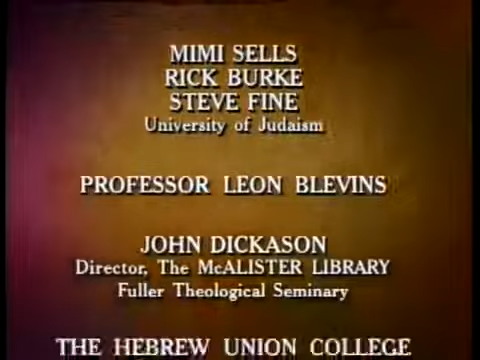 MIMI SELLS
RICK BURKE
STEVE FINE
University of Judaism
PROFESSOR LEON BLEVINS
JOHN DICKASON
Director, The McALISTER LIBRARY
Fuller Theological Seminary
THE HEBREW UNION COLLEGE